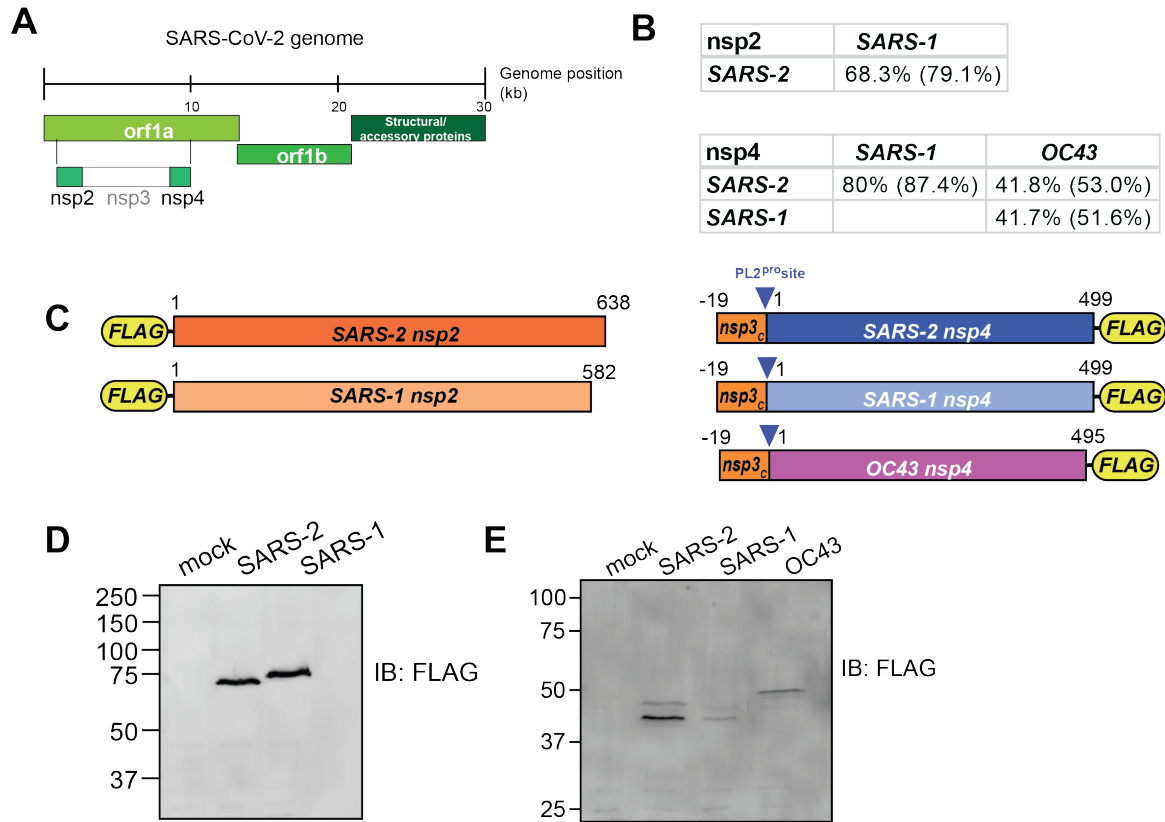 A
SARS-CoV-2 genome
Genome position
(kb)
10
20
30
orf1a
orf1b
Structural/
accessory proteins
nsp2
nsp3
nsp4
B
nsp2 SARS-1
SARS-2 68.3% (79.1%)
nsp4 SARS-1 OC43
SARS-2 80% (87.4%) 41.8% (53.0%)
SARS-1 41.7% (51.6%)
C
1 638
FLAG SARS-2 nsp2
1 582
FLAG SARS-1 nsp2
PL2pro site
-19 1 499
nsp3c SARS-2 nsp4 FLAG
-19 1 499
nsp3c SARS-1 nsp4 FLAG
-19 1 495
nsp3c OC43 nsp4 FLAG
D
mock SARS-2 SARS-1
250
150
100
75
50
37
IB: FLAG
E
mock SARS-2 SARS-1 OC43
100
75
50
37
25
IB: FLAG